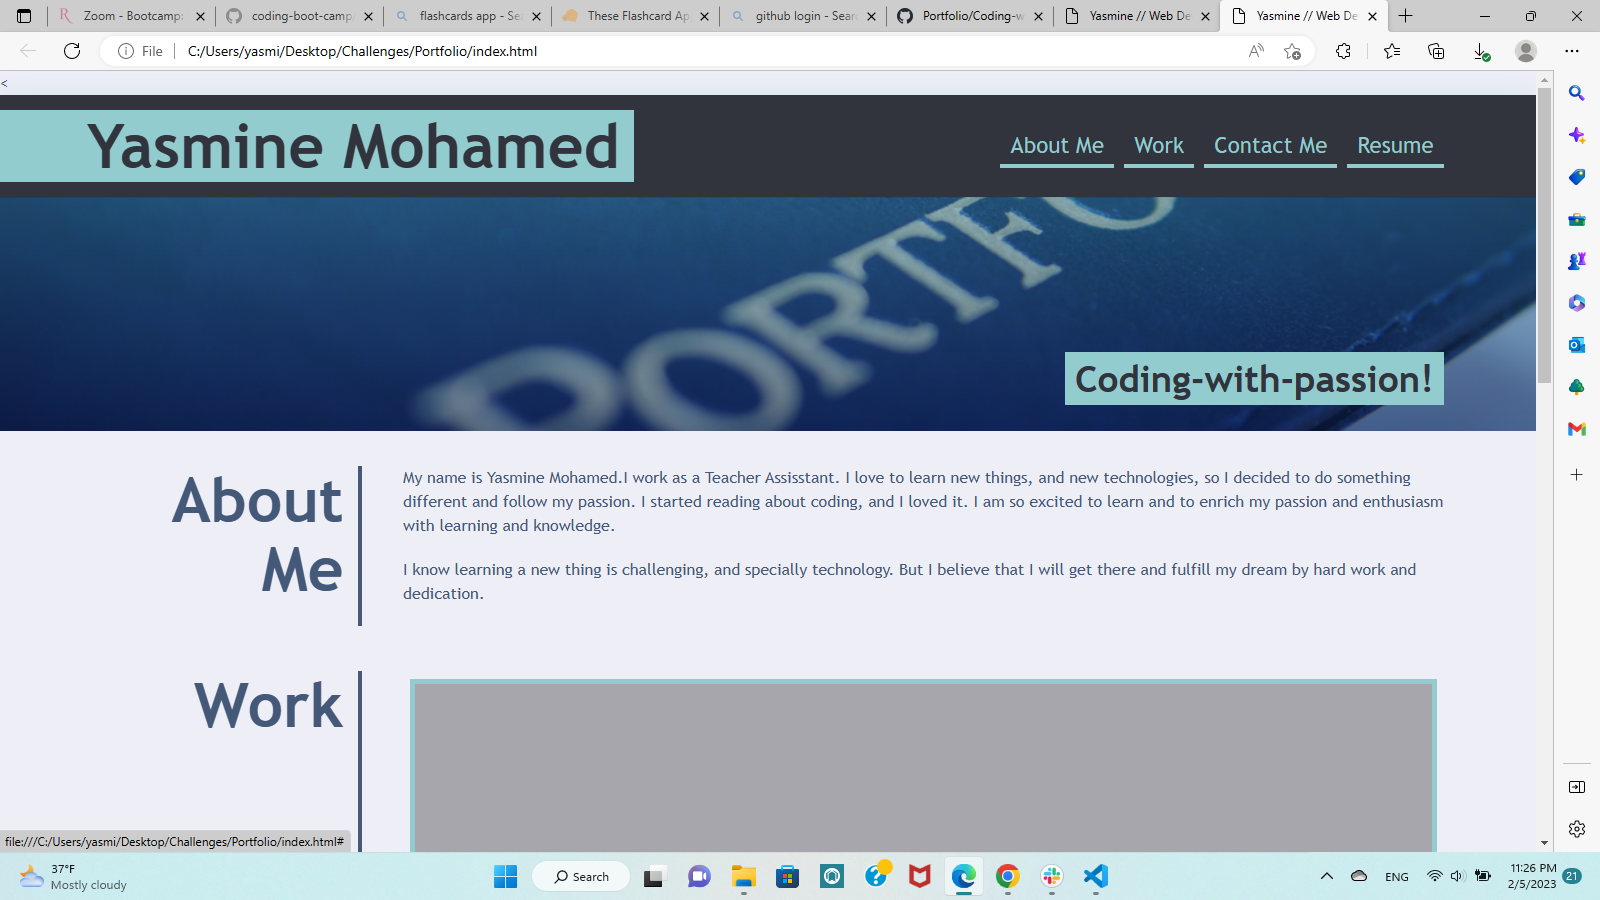 Zoom - Bootcamp:
coding-boot-camp
flashcards app - Sea
These Flashcard Ap
github login - Searc
Portfolio/Coding-w
Yasmine // Web De
Yasmine // Web De
File
C:/Users/yasmi/Desktop/Challenges/Portfolio/index.html
<
Yasmine Mohamed
About Me
Work
Contact Me
Resume
PORTFO
Coding-with-passion!
About
Me
My name is Yasmine Mohamed.I work as a Teacher Assisstant. I love to learn new things, and new technologies, so I decided to do something
different and follow my passion. I started reading about coding, and I loved it. I am so excited to learn and to enrich my passion and enthusiasm
with learning and knowledge.
I know learning a new thing is challenging, and specially technology. But I believe that I will get there and fulfill my dream by hard work and
dedication.
Work
file:///C:/Users/yasmi/Desktop/Challenges/Portfolio/index.html#
37°F
Mostly cloudy
Search
ENG
11:26 PM
2/5/2023
21